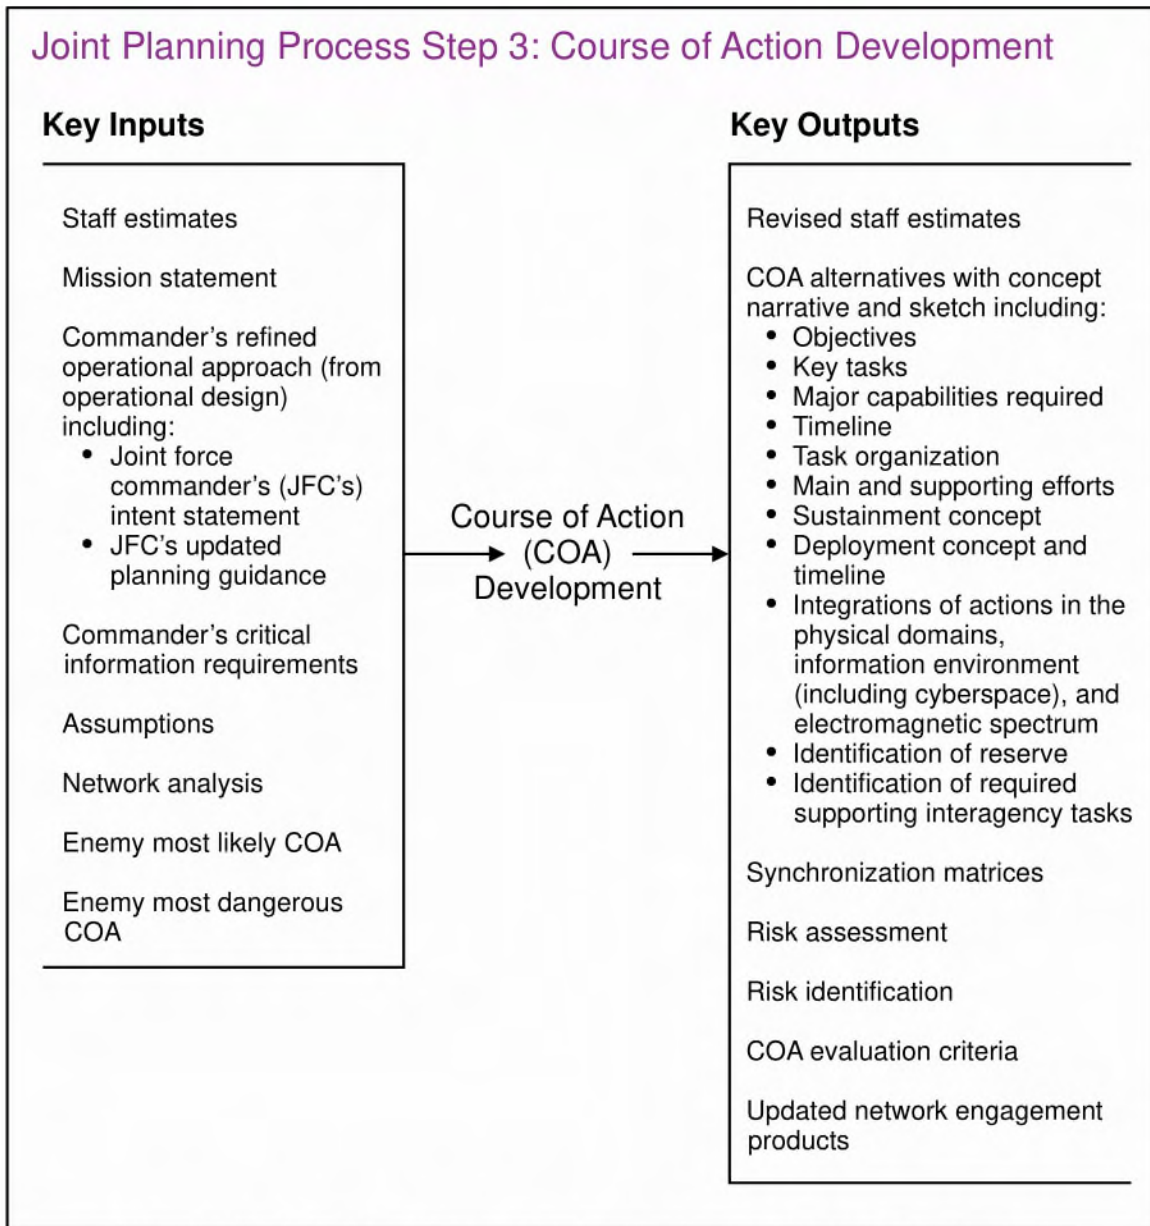 Joint Planning Process Step 3: Course of Action Development
Key Inputs
Staff estimates
Mission statement
Commander’s refined
operational approach (from
operational design)
including:
• Joint force
commander’s (JFC’s)
intent statement
• JFC’s updated
planning guidance
Commander’s critical
information requirements
Assumptions
Network analysis
Enemy most likely COA
Enemy most dangerous
COA
Course of Action
(COA)
Development
Key Outputs
Revised staff estimates
COA alternatives with concept
narrative and sketch including:
• Objectives
• Key tasks
• Major capabilities required
• Timeline
• Task organization
• Main and supporting efforts
• Sustainment concept
• Deployment concept and
timeline
• Integrations of actions in the
physical domains,
information environment
(including cyberspace), and
electromagnetic spectrum
• Identification of reserve
• Identification of required
supporting interagency tasks
Synchronization matrices
Risk assessment
Risk identification
COA evaluation criteria
Updated network engagement
products